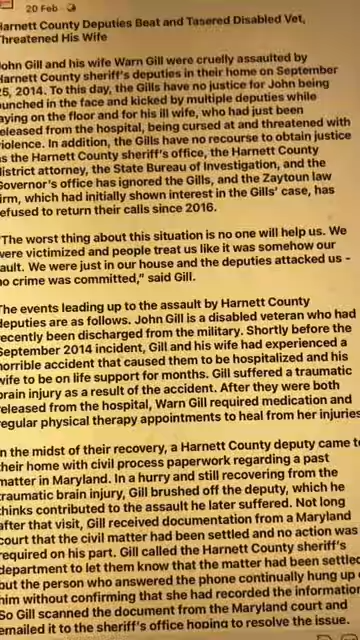 20 Feb
Harnett County Deputies Beat and Tasered Disabled Vet,
Threatened His Wife
John Gill and his wife Warn Gill were cruelly assaulted by
Harnett County sheriff's deputies in their home on September
25, 2014. To this day, the Gills have no justice for John being
punched in the face and kicked by multiple deputies while
laying on the floor and for his ill wife, who had just been
released from the hospital, being cursed at and threatened with
violence. In addition, the Gills have no recourse to obtain justice
as the Harnett County sheriff's office, the Harnett County
district attorney, the State Bureau of Investigation, and the
Governor's office has ignored the Gills, and the Zaytoun law
firm, which had initially shown interest in the Gills' case, has
refused to return their calls since 2016.
"The worst thing about this situation is no one will help us. We
were victimized and people treat us like it was somehow our
fault. We were just in our house and the deputies attacked us -
no crime was committed," said Gill.
The events leading up to the assault by Harnett County
deputies are as follows. John Gill is a disabled veteran who had
recently been discharged from the military. Shortly before the
September 2014 incident, Gill and his wife had experienced a
horrible accident that caused them to be hospitalized and his
wife to be on life support for months. Gill suffered a traumatic
brain injury as a result of the accident. After they were both
released from the hospital, Warn Gill required medication and
regular physical therapy appointments to heal from her injuries
In the midst of their recovery, a Harnett County deputy came to
their home with civil process paperwork regarding a past
matter in Maryland. In a hurry and still recovering from the
traumatic brain injury, Gill brushed off the deputy, which he
thinks contributed to the assault he later suffered. Not long
after that visit, Gill received documentation from a Maryland
court that the civil matter had been settled and no action was
required on his part. Gill called the Harnett County sheriff's
department to let them know that the matter had been settled
but the person who answered the phone continually hung up
him without confirming that she had recorded the information
So Gill scanned the document from the Maryland court and
emailed it to the sheriff's office hoping to resolve the issue.